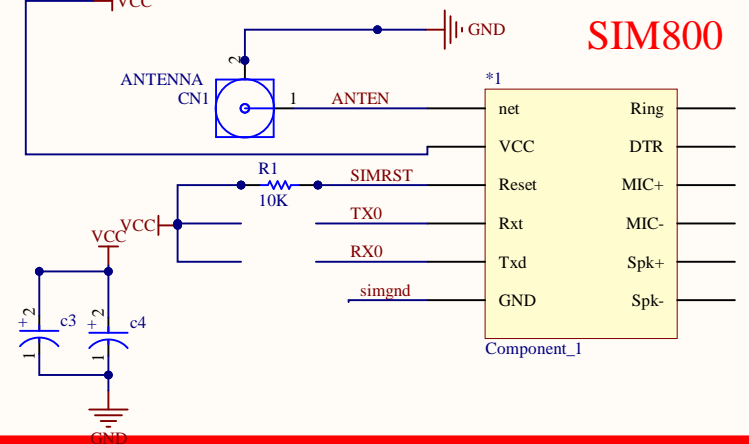 VCC
GND
SIM800
2
ANTENNA
CN1
1
ANTEN
*1
net
Ring
VCC
DTR
R1
SIMRST
Reset
MIC+
10K
TX0
VCC
Rxt
MIC-
VCC
RX0
Txd
Spk+
simgnd
GND
Spk-
+ 2
c3
+ 2
c4
1
1
Component_1
GND